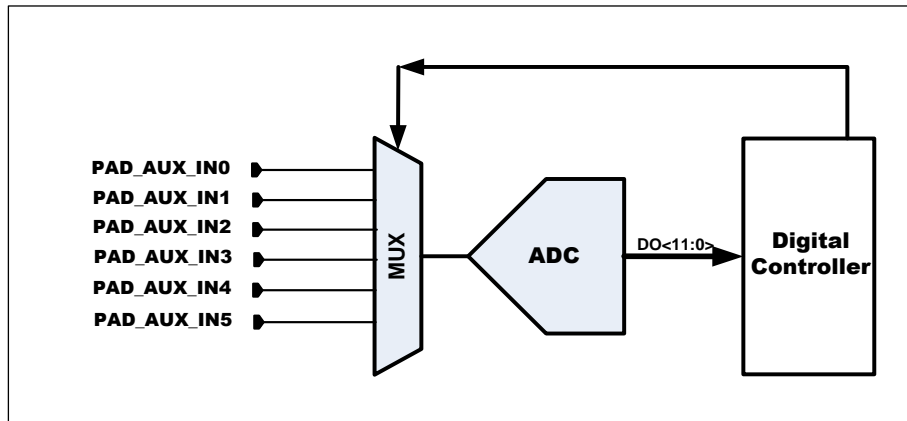 PAD_AUX_IN0
PAD_AUX_IN1
PAD_AUX_IN2
PAD_AUX_IN3
PAD_AUX_IN4
PAD_AUX_IN5
MUX
ADC
DO<11:0>
Digital
Controller